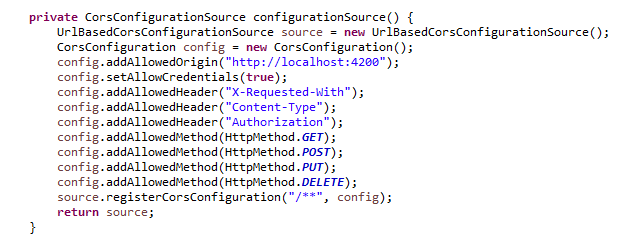 private CorsConfigurationSource configurationSource() {
    UrlBasedCorsConfigurationSource source = new UrlBasedCorsConfigurationSource();
    CorsConfiguration config = new CorsConfiguration();
    config.addAllowedOrigin("http://localhost:4200");
    config.setAllowCredentials(true);
    config.addAllowedHeader("X-Requested-With");
    config.addAllowedHeader("Content-Type");
    config.addAllowedHeader("Authorization");
    config.addAllowedMethod(HttpMethod.GET);
    config.addAllowedMethod(HttpMethod.POST);
    config.addAllowedMethod(HttpMethod.PUT);
    config.addAllowedMethod(HttpMethod.DELETE);
    source.registerCorsConfiguration("/**", config);
    return source;
}